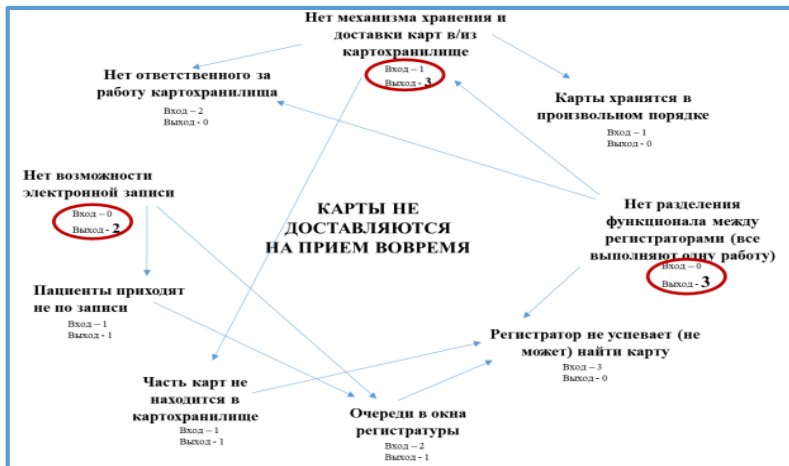 Нет механизма хранения и
доставки карт в/из
картохранилище
Вход – 1
Выход - 3
Нет ответственного за
работу картохранилища
Вход – 2
Выход - 0
Карты хранятся в
произвольном порядке
Вход – 1
Выход - 0
Нет возможности
электронной записи
Вход – 0
Выход - 2
КАРТЫ НЕ
ДОСТАВЛЯЮТСЯ
НА ПРИЕМ ВОВРЕМЯ
Нет разделения
функционала между
регистраторами (все
выполняют одну работу)
Вход – 0
Выход - 3
Пациенты приходят
не по записи
Вход – 1
Выход - 1
Регистратор не успевает (не
может) найти карту
Вход – 3
Выход - 0
Часть карт не
находится в
картохранилище
Вход – 1
Выход - 1
Очереди в окна
регистратуры
Вход – 2
Выход - 1